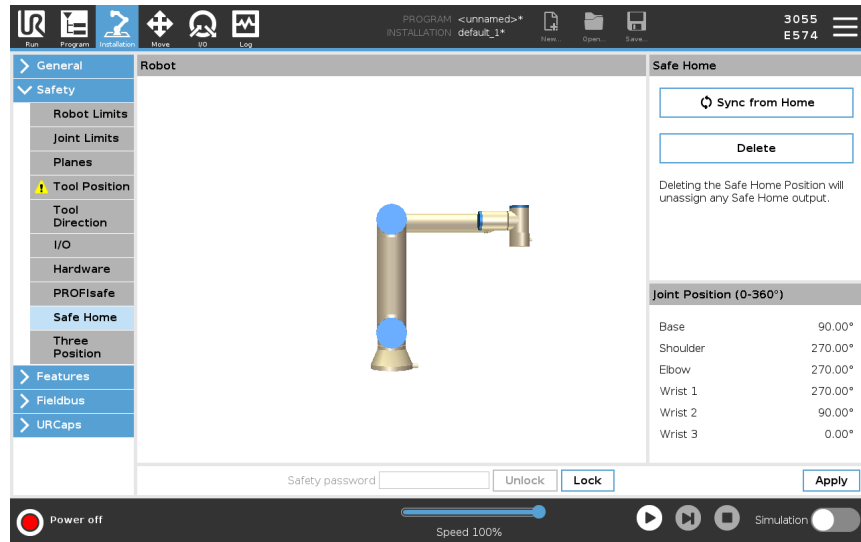 UR
Run
Program
Installation
Move
I/O
Log
PROGRAM <unnamed>*
INSTALLATION default_1*
New...
Open...
Save...
3055
E574
General
Safety
Robot Limits
Joint Limits
Planes
Tool Position
Tool
Direction
I/O
Hardware
PROFIsafe
Safe Home
Three
Position
Features
Fieldbus
URCaps
Robot
Safe Home
Sync from Home
Delete
Deleting the Safe Home Position will
unassign any Safe Home output.
Joint Position (0-360°)
Base 90.00°
Shoulder 270.00°
Elbow 270.00°
Wrist 1 270.00°
Wrist 2 90.00°
Wrist 3 0.00°
Safety password
Unlock
Lock
Apply
Power off
Speed 100%
Simulation